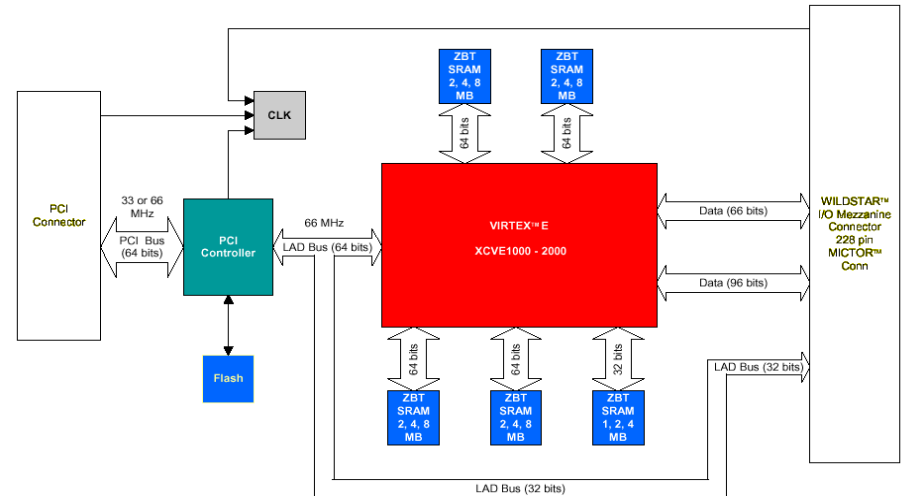 ZBT
SRAM
2, 4, 8
MB
ZBT
SRAM
2, 4, 8
MB
CLK
64 bits
64 bits
PCI
Connector
33 or 66
MHz
PCI Bus
(64 bits)
PCI
Controller
66 MHz
LAD Bus (64 bits)
VIRTEX™E
XCVE1000 - 2000
Data (66 bits)
Data (96 bits)
WILDSTAR™
I/O Mezzanine
Connector
228 pin
MICTOR™
Conn
Flash
64 bits
64 bits
32 bits
LAD Bus (32 bits)
ZBT
SRAM
2, 4, 8
MB
ZBT
SRAM
2, 4, 8
MB
ZBT
SRAM
1, 2, 4
MB
LAD Bus (32 bits)